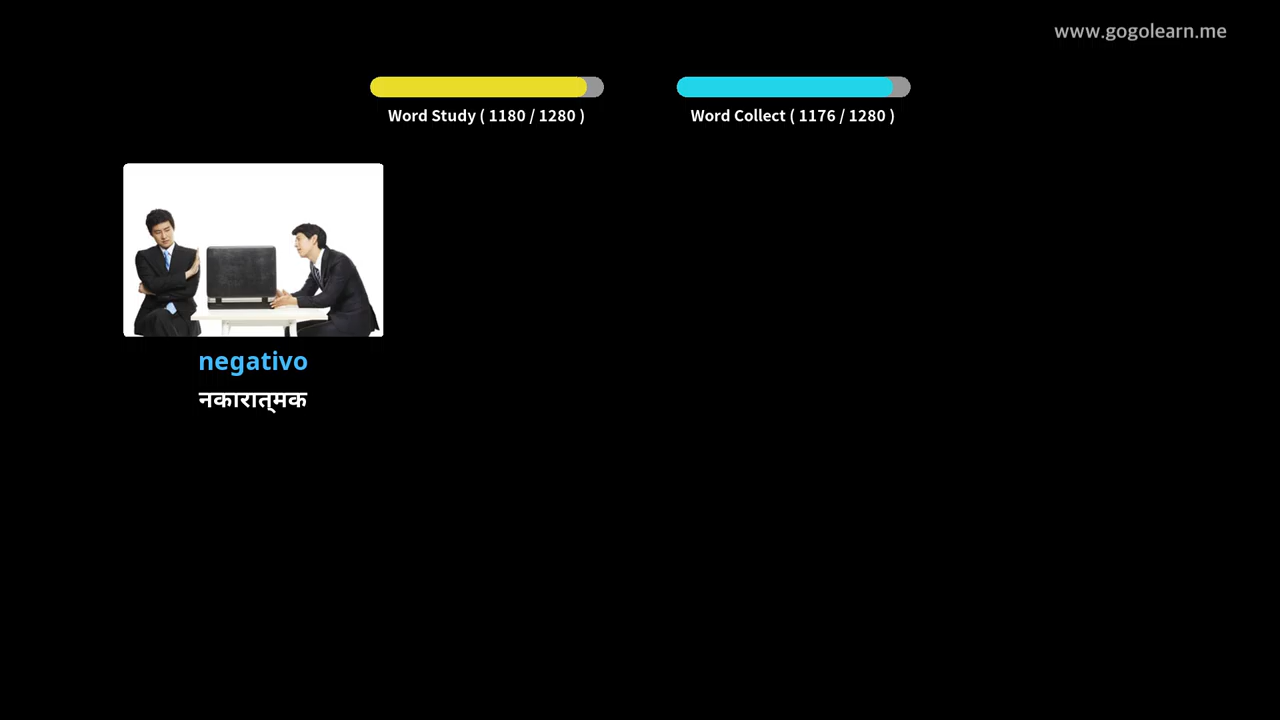 www.gogolearn.me
Word Study ( 1180 / 1280 )
Word Collect ( 1176 / 1280 )
negativo
नकारात्मक